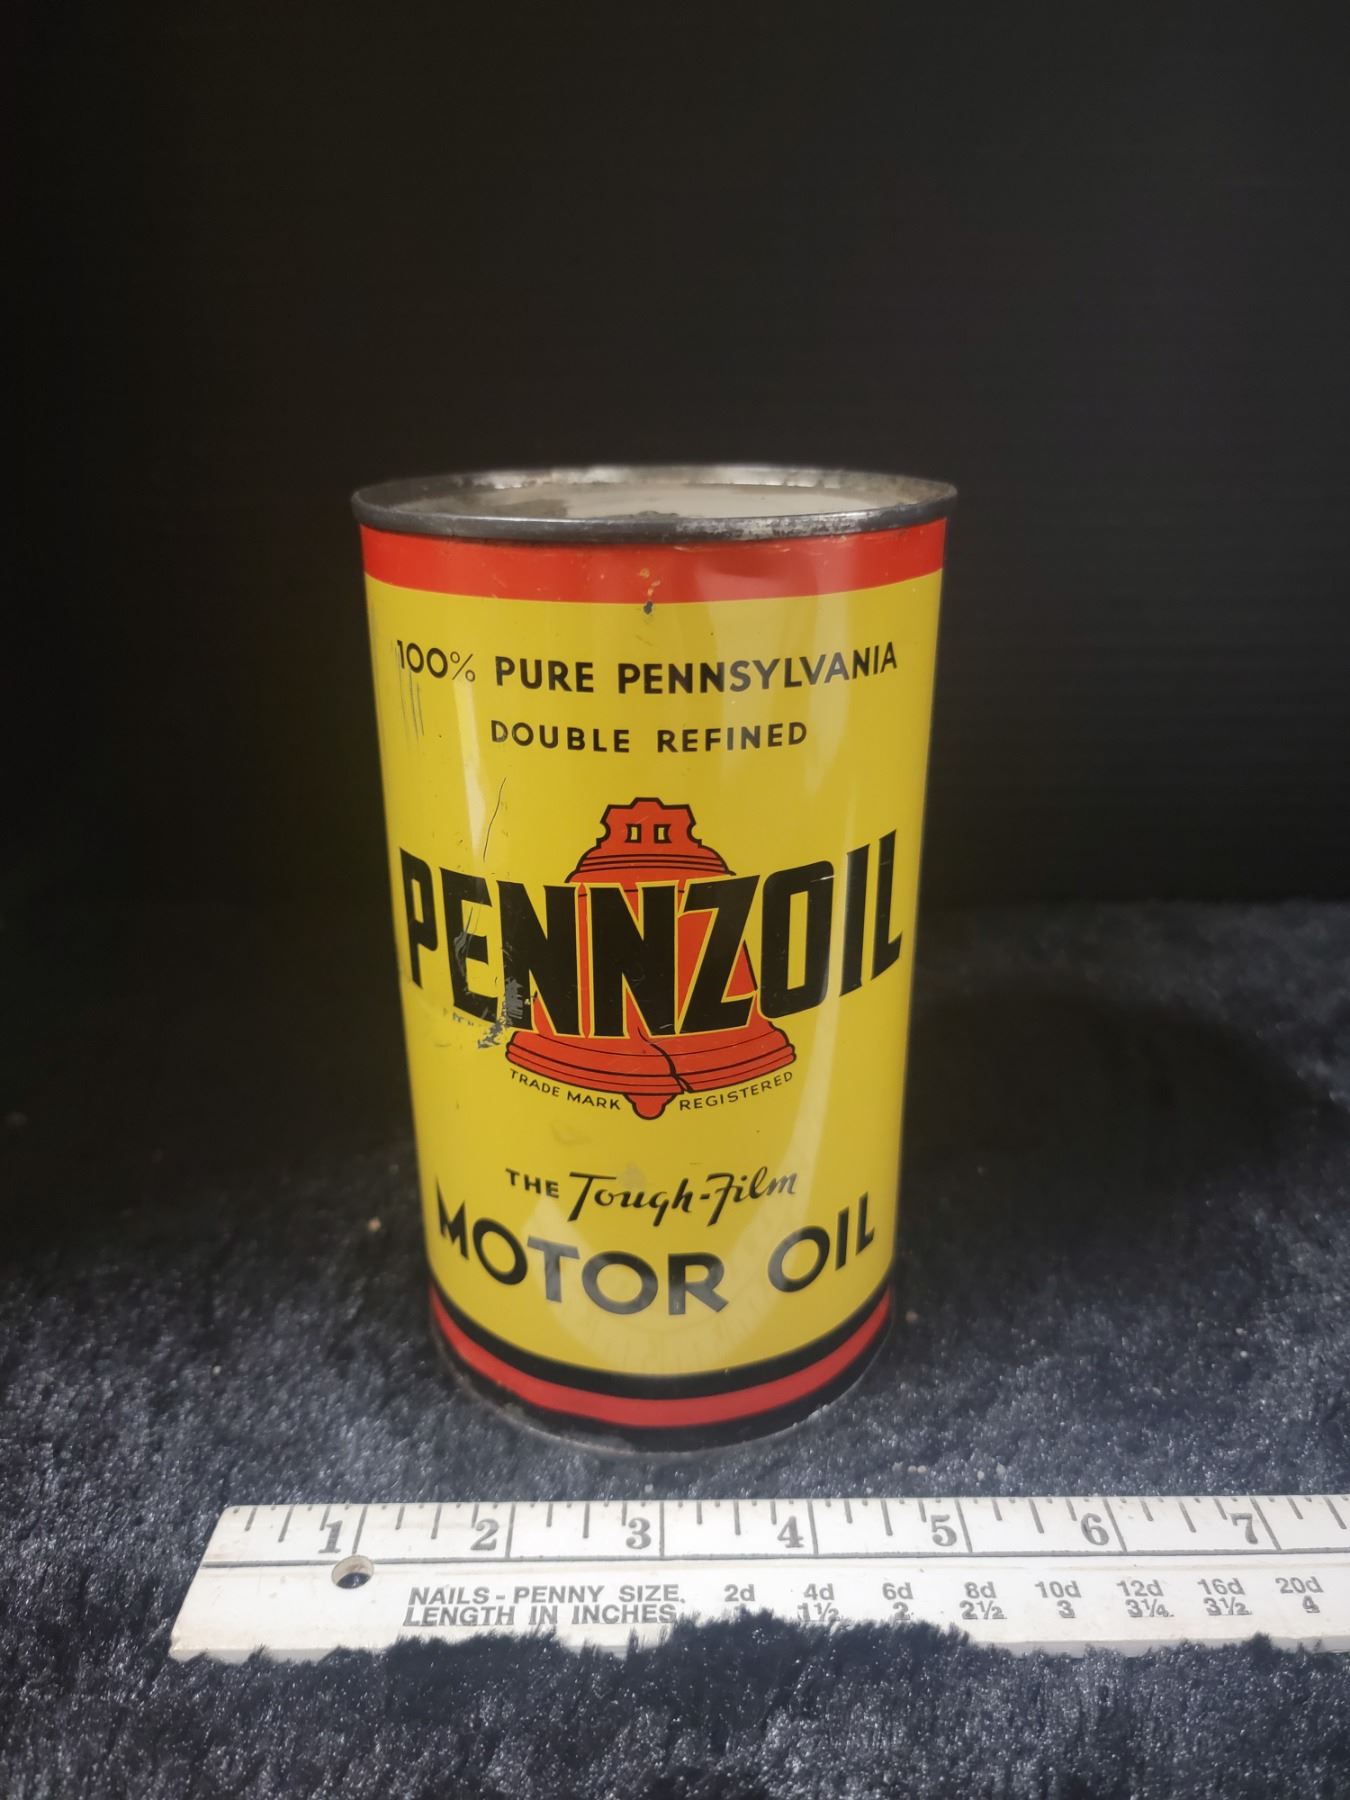 100% PURE PENNSYLVANIA
DOUBLE REFINED
PENNZOIL
TRADE MARK REGISTERED
THE Tough-Film
MOTOR OIL
1 2 3 4 5 6 7
NAILS - PENNY SIZE. 2d 4d 6d 8d 10d 12d 16d 20d
LENGTH IN INCHES. 1 1½ 2 2½ 3 3¼ 3½ 4